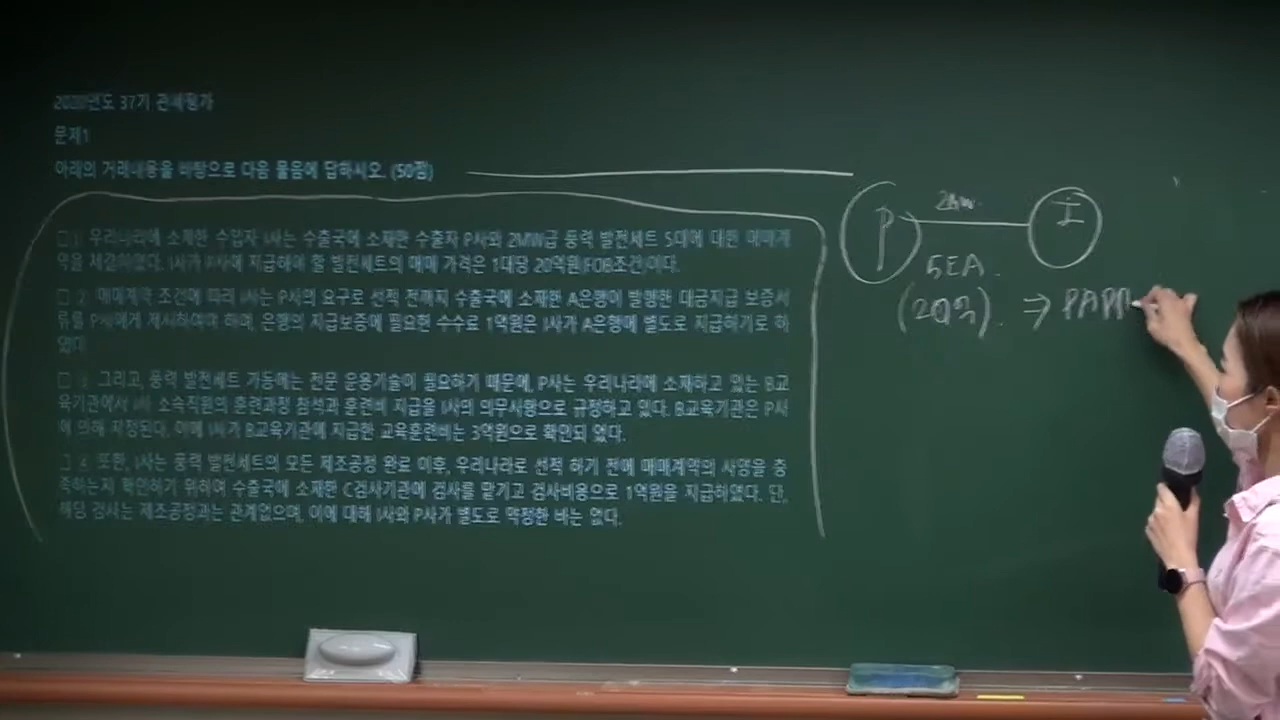 2020년도 37기 관세평가
문제1
아래의 거래내용을 바탕으로 다음 물음에 답하시오. (50점)
□ 1 우리나라에 소재한 수입자 I사는 수출국에 소재한 수출자 P사와 2MW급 풍력 발전세트 5대에 대한 매매계
약을 체결하였다. I사가 P사에 지급하여야 할 발전세트의 매매 가격은 1대당 20억원(FOB조건)이다.
□ 2 매매계약 조건에 따라 I사는 P사의 요구로 선적 전까지 수출국에 소재한 A은행이 발행한 대금지급 보증서
류를 P사에게 제시하여야 하며, 은행의 지급보증에 필요한 수수료 1억원은 I사가 A은행에 별도로 지급하기로 하
였다.
□ 3 그리고, 풍력 발전세트 가동에는 전문 운용기술이 필요하기 때문에, P사는 우리나라에 소재하고 있는 B교
육기관에서 I사 소속직원의 훈련과정 참석과 훈련비 지급을 I사의 의무사항으로 규정하고 있다. B교육기관은 P사
에 의해 지정된다. 이에 I사가 B교육기관에 지급한 교육훈련비는 3억원으로 확인되 었다.
□ 4 또한, I사는 풍력 발전세트의 모든 제조공정 완료 이후, 우리나라로 선적 하기 전에 매매계약의 사양을 충
족하는지 확인하기 위하여 수출국에 소재한 C검사기관에 검사를 맡기고 검사비용으로 1억원을 지급하였다. 단,
해당 검사는 제조공정과는 관계없으며, 이에 대해 I사와 P사가 별도로 약정한 바는 없다.
P 2MW I
5EA.
(20억). ⇒ PAPP